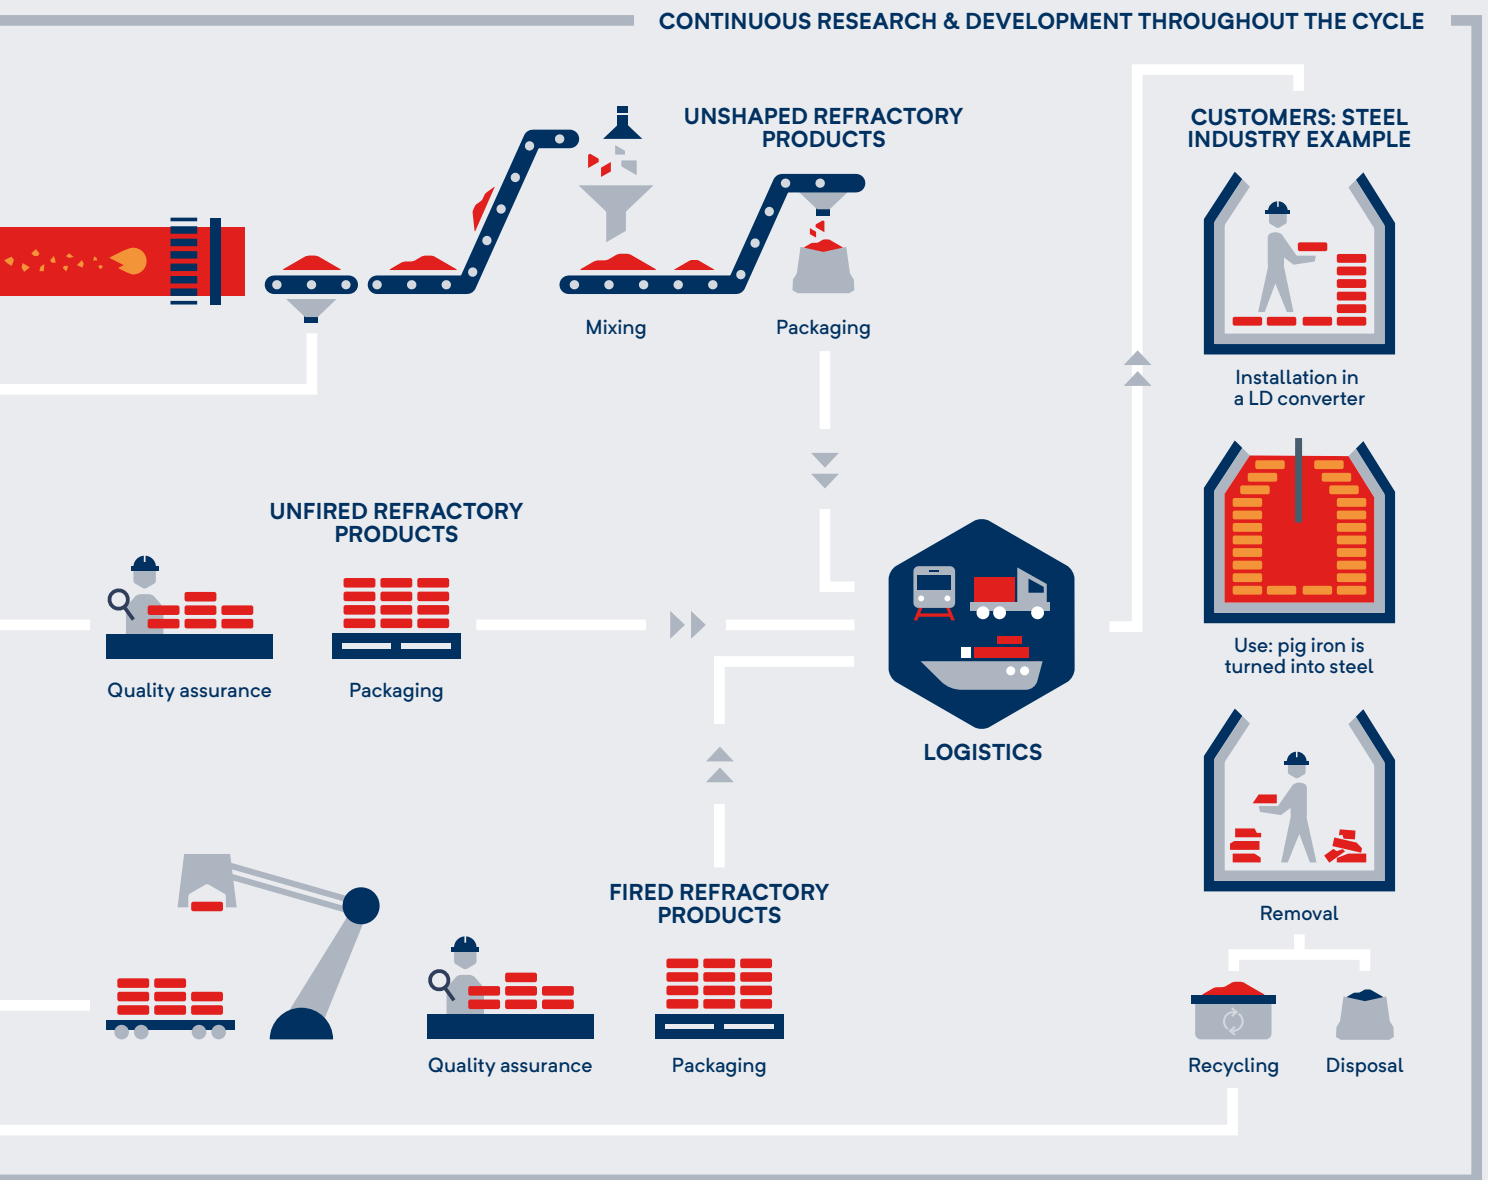 CONTINUOUS RESEARCH & DEVELOPMENT THROUGHOUT THE CYCLE
UNSHAPED REFRACTORY
PRODUCTS
Mixing
Packaging
UNFIRED REFRACTORY
PRODUCTS
Quality assurance
Packaging
LOGISTICS
FIRED REFRACTORY
PRODUCTS
Quality assurance
Packaging
CUSTOMERS: STEEL
INDUSTRY EXAMPLE
Installation in
a LD converter
Use: pig iron is
turned into steel
Removal
Recycling
Disposal